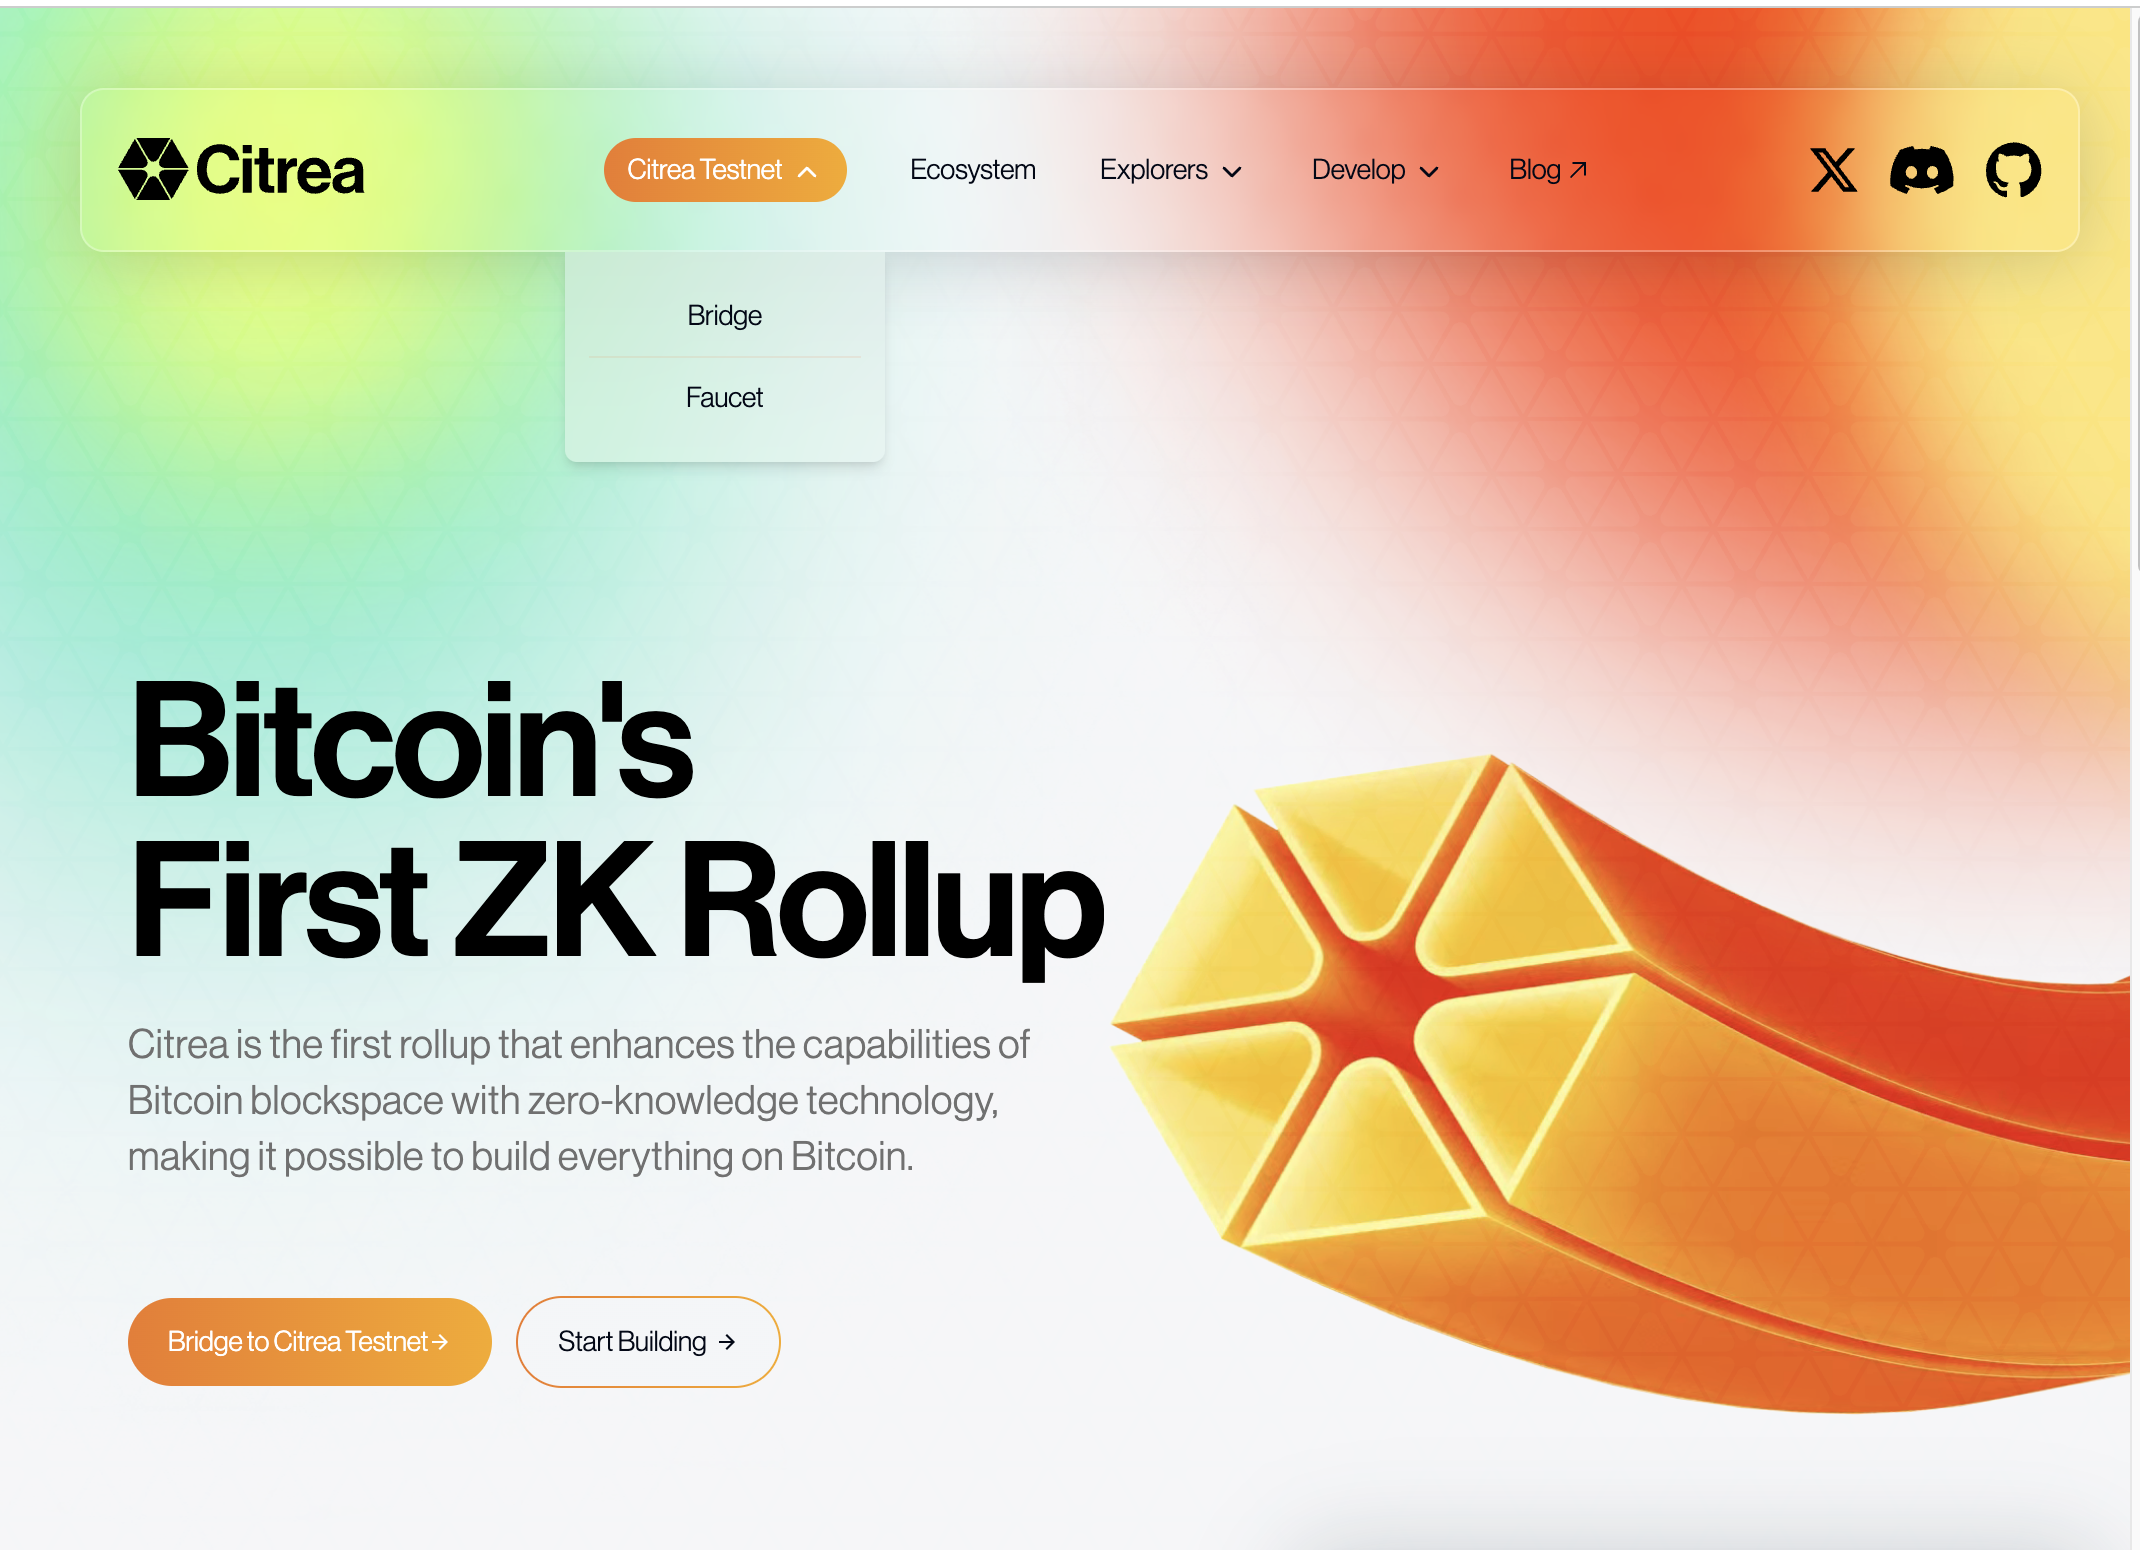 Citrea
Citrea Testnet
Ecosystem
Explorers
Develop
Blog
Bridge
Faucet
Bitcoin's
First ZK Rollup
Citrea is the first rollup that enhances the capabilities of
Bitcoin blockspace with zero-knowledge technology,
making it possible to build everything on Bitcoin.
Bridge to Citrea Testnet→
Start Building →